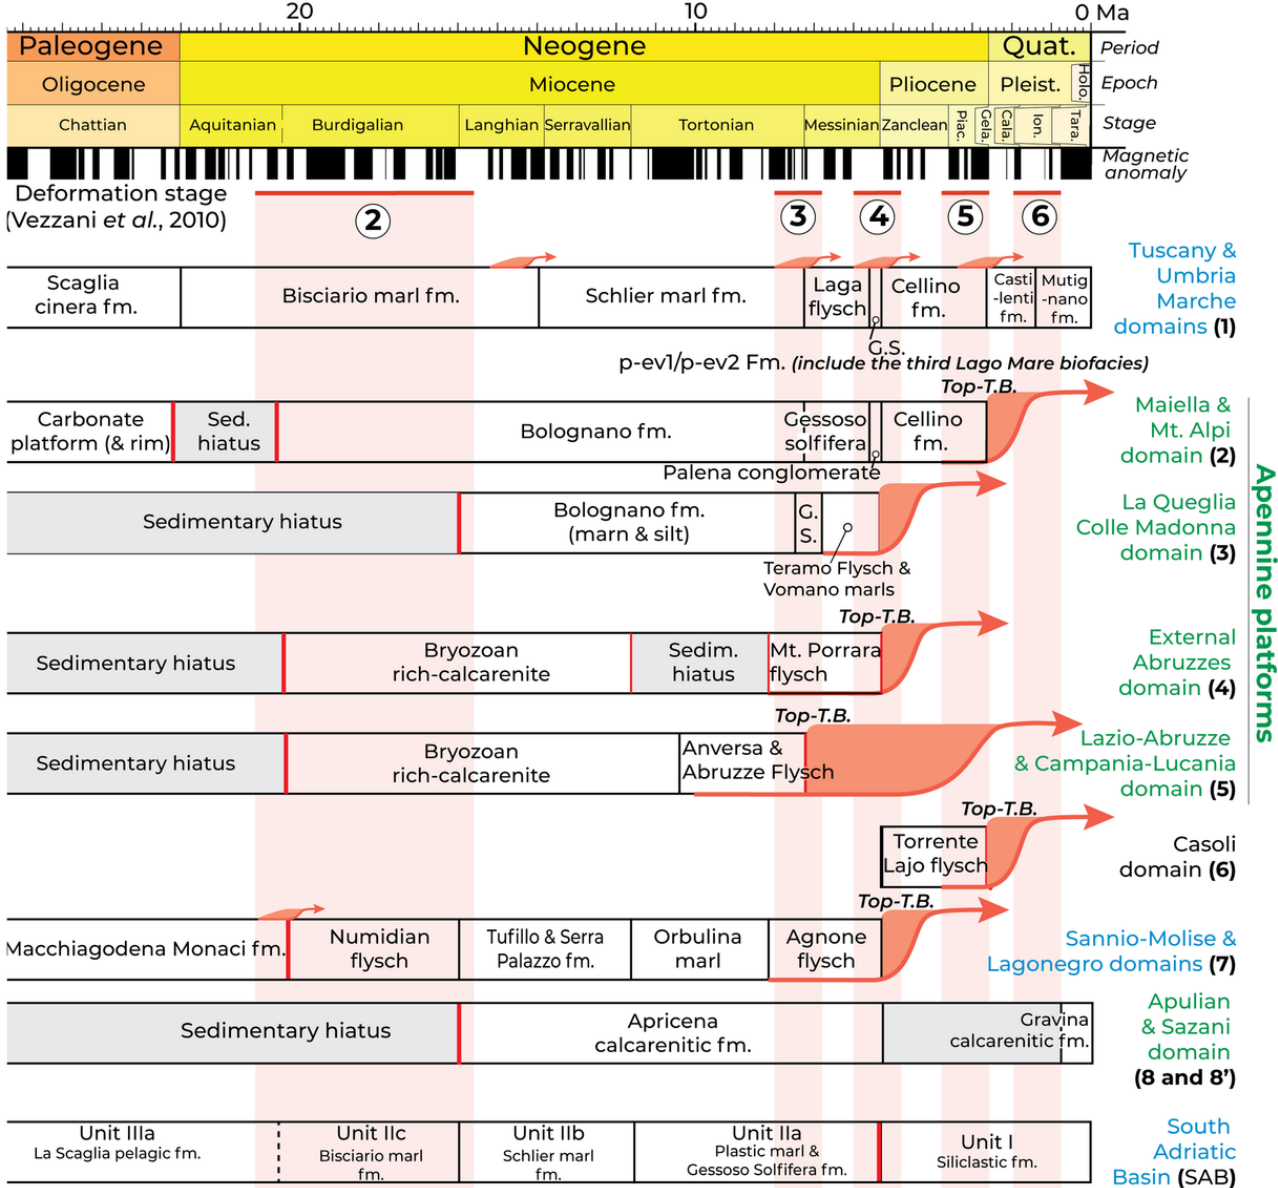 20 10 0 Ma
Paleogene Neogene Quat. Period
Oligocene Miocene Pliocene Pleist. Holo. Epoch
Chattian Aquitanian Burdigalian Langhian Serravallian Tortonian Messinian Zanclean Piac. Gela. Cala. Ion. Tara. Stage
Magnetic
anomaly
Deformation stage
(Vezzani et al., 2010)
2 3 4 5 6
Scaglia
cinera fm.
Bisciario marl fm.
Schlier marl fm.
Laga
flysch
Cellino
fm.
Casti
-lenti
fm.
Mutig
-nano
fm.
G.S.
Tuscany &
Umbria
Marche
domains (1)
p-ev1/p-ev2 Fm. (include the third Lago Mare biofacies)
Top-T.B.
Carbonate
platform (& rim)
Sed.
hiatus
Bolognano fm.
Gessoso
solfifera
Cellino
fm.
Palena conglomerate
Maiella &
Mt. Alpi
domain (2)
Sedimentary hiatus
Bolognano fm.
(marn & silt)
G.
S.
Teramo Flysch &
Vomano marls
La Queglia
Colle Madonna
domain (3)
Top-T.B.
Sedimentary hiatus
Bryozoan
rich-calcarenite
Sedim.
hiatus
Mt. Porrara
flysch
External
Abruzzes
domain (4)
Top-T.B.
Sedimentary hiatus
Bryozoan
rich-calcarenite
Anversa &
Abruzze Flysch
Lazio-Abruzze
& Campania-Lucania
domain (5)
Apennine platforms
Top-T.B.
Torrente
Lajo flysch
Casoli
domain (6)
Top-T.B.
Macchiagodena Monaci fm.
Numidian
flysch
Tufillo & Serra
Palazzo fm.
Orbulina
marl
Agnone
flysch
Sannio-Molise &
Lagonegro domains (7)
Sedimentary hiatus
Apricena
calcarenitic fm.
Gravina
calcarenitic fm.
Apulian
& Sazani
domain
(8 and 8’)
Unit IIIa
La Scaglia pelagic fm.
Unit IIc
Bisciario marl
fm.
Unit IIb
Schlier marl
fm.
Unit IIa
Plastic marl &
Gessoso Solfifera fm.
Unit I
Siliclastic fm.
South
Adriatic
Basin (SAB)